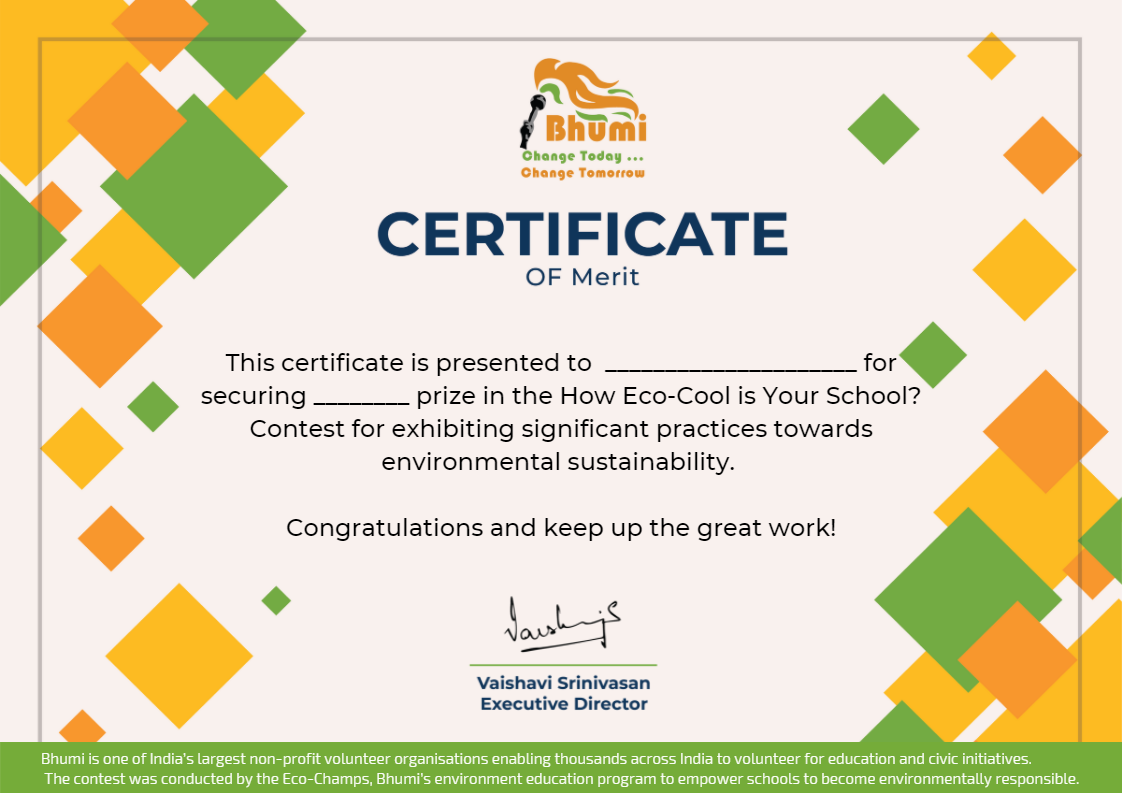 Bhumi
Change Today ...
Change Tomorrow
CERTIFICATE
OF Merit
This certificate is presented to _____________________ for
securing ________ prize in the How Eco-Cool is Your School?
Contest for exhibiting significant practices towards
environmental sustainability.
Congratulations and keep up the great work!
VaishnaviS
Vaishavi Srinivasan
Executive Director
Bhumi is one of India's largest non-profit volunteer organisations enabling thousands across India to volunteer for education and civic initiatives.
The contest was conducted by the Eco-Champs, Bhumi's environment education program to empower schools to become environmentally responsible.